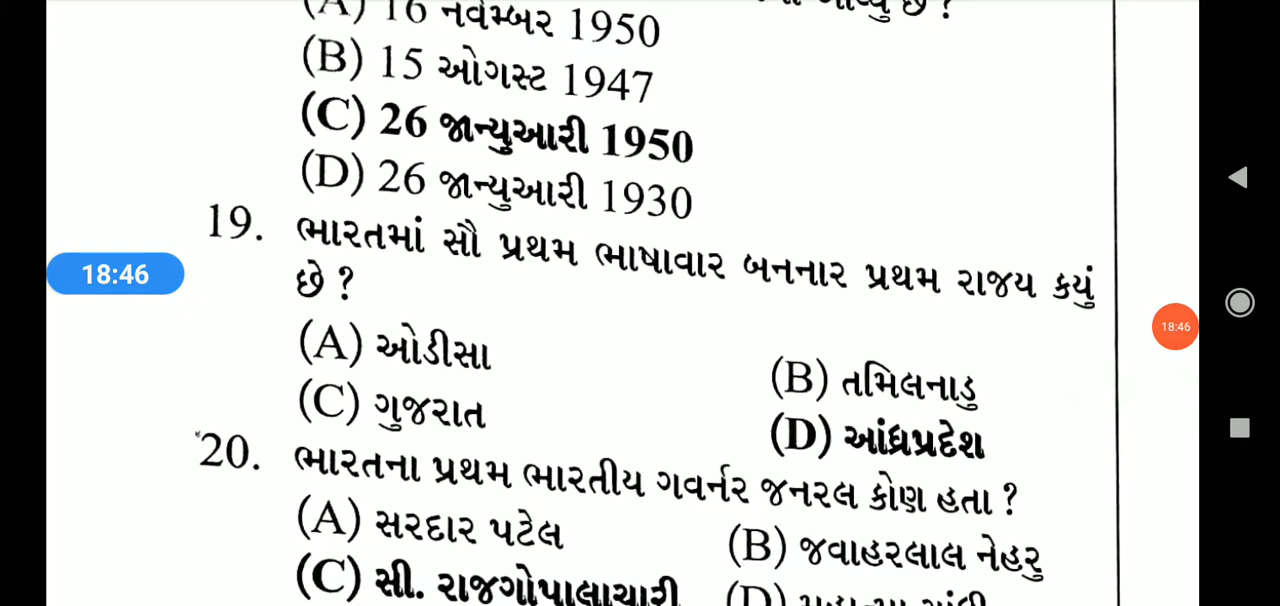 (A) 16 નવેમ્બર 1950
(B) 15 ઓગસ્ટ 1947
(C) 26 જાન્યુઆરી 1950
(D) 26 જાન્યુઆરી 1930
19. ભારતમાં સૌ પ્રથમ ભાષાવાર બનનાર પ્રથમ રાજય કયું
છે ?
18:46
18:46
(A) ઓડીસા
(B) તમિલનાડુ
(C) ગુજરાત
(D) આંધ્રપ્રદેશ
20. ભારતના પ્રથમ ભારતીય ગવર્નર જનરલ કોણ હતા ?
(A) સરદાર પટેલ
(B) જવાહરલાલ નેહરુ
(C) સી. રાજગોપાલાચારી
(D)